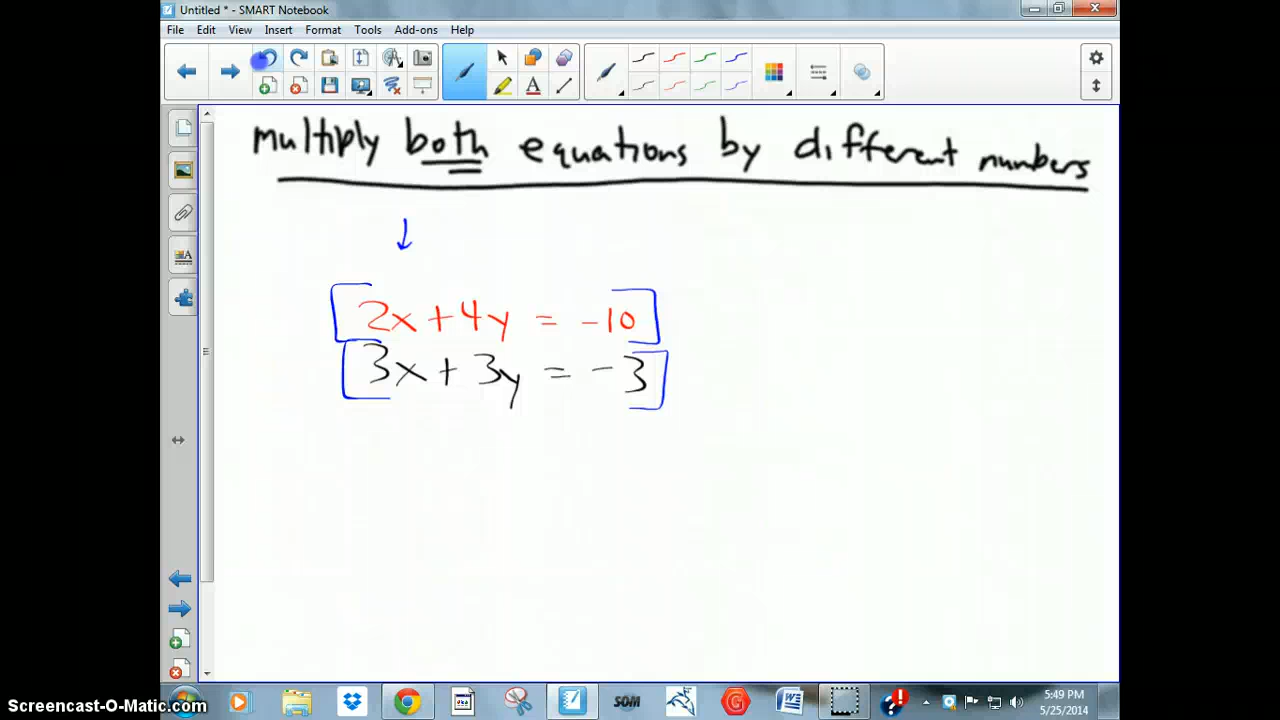 Untitled * - SMART Notebook
File Edit View Insert Format Tools Add-ons Help
multiply both equations by different numbers
2x+4y = -10
3x+3y = -3
Screencast-O-Matic.com
SOM
5:49 PM
5/25/2014